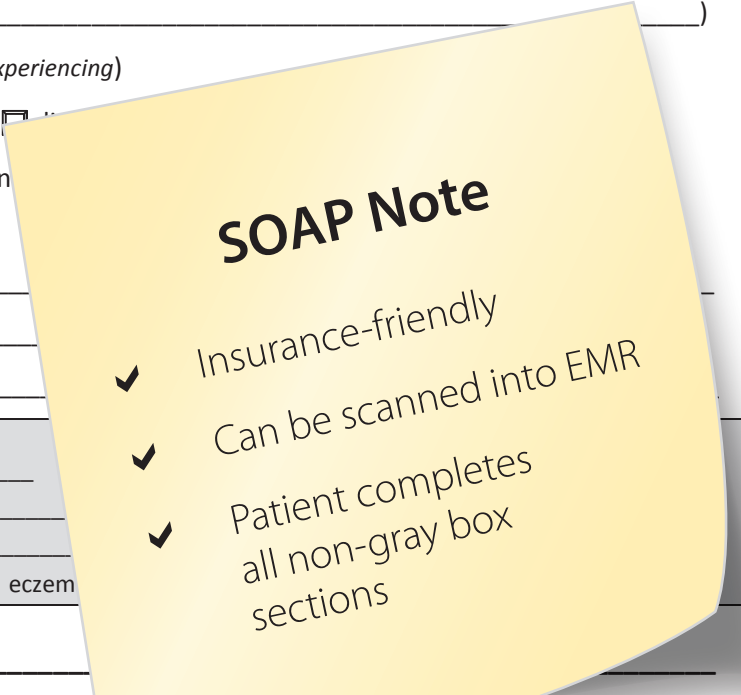 )
xperiencing)
n
SOAP Note
✔ Insurance-friendly
✔ Can be scanned into EMR
✔ Patient completes
all non-gray box
sections
eczem